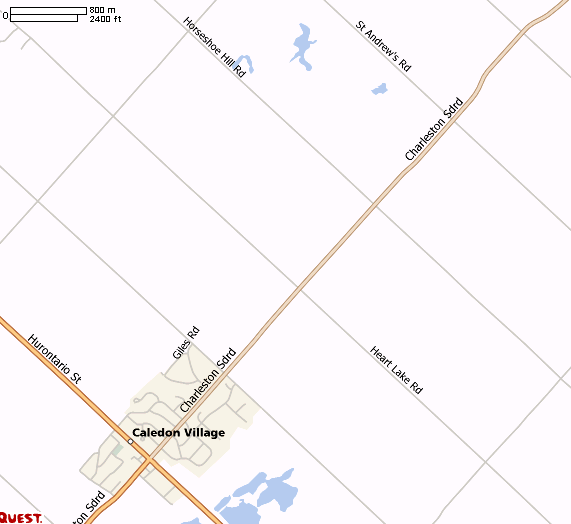 0
800 m
2400 ft
Horseshoe Hill Rd
St Andrew's Rd
Charleston Sdrd
Giles Rd
Hurontario St
Heart Lake Rd
Charleston Sdrd
Caledon Village
ton Sdrd
QUEST.